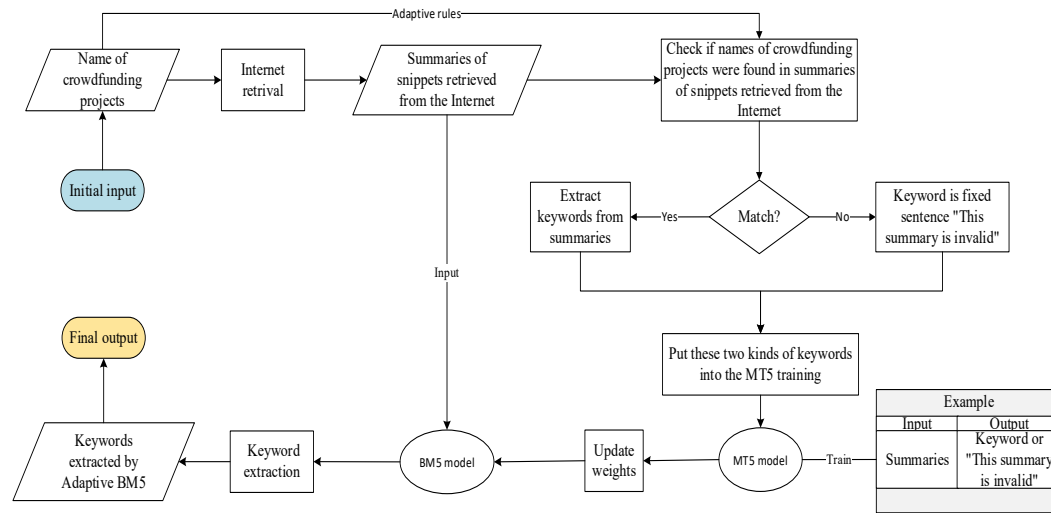 Adaptive rules
Name of
crowdfunding
projects
Internet
retrival
Summaries of
snippets retrieved
from the Internet
Check if names of crowdfunding
projects were found in summaries
of snippets retrieved from the
Internet
Initial input
Extract
keywords from
summaries
Yes
Match?
No
Keyword is fixed
sentence "This
summary is invalid"
Input
Final output
Put these two kinds of keywords
into the MT5 training
Keywords
extracted by
Adaptive BM5
Keyword
extraction
BM5 model
Update
weights
MT5 model
Train
Example
Input
Output
Summaries
Keyword or
"This summary
is invalid"